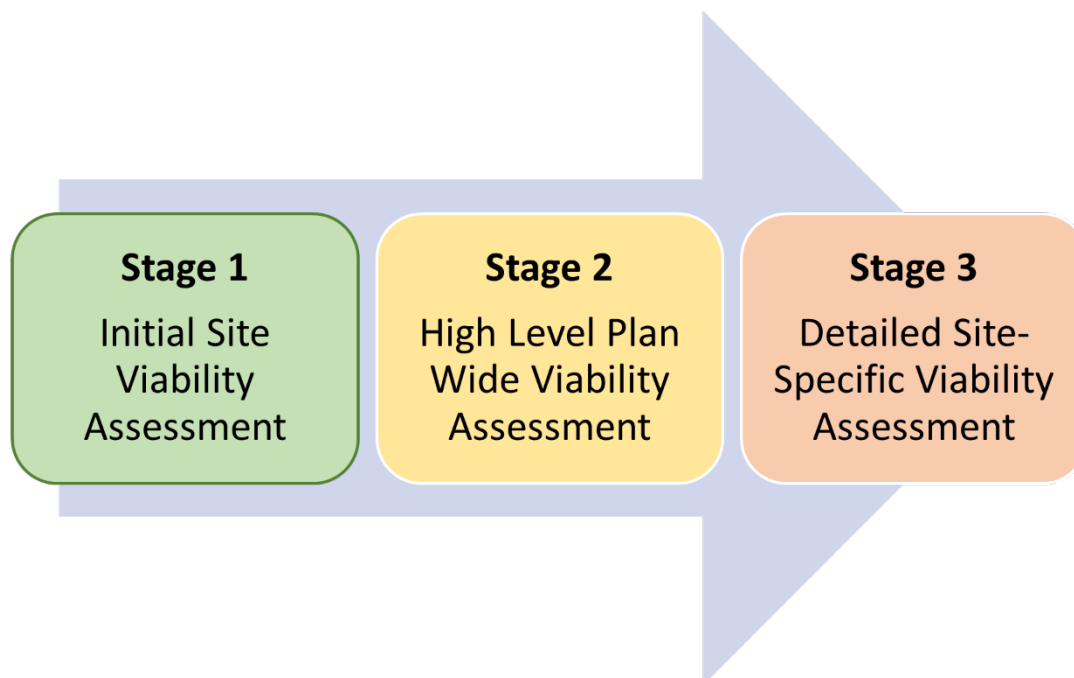 Stage 1
Initial Site
Viability
Assessment
Stage 2
High Level Plan
Wide Viability
Assessment
Stage 3
Detailed Site-
Specific Viability
Assessment